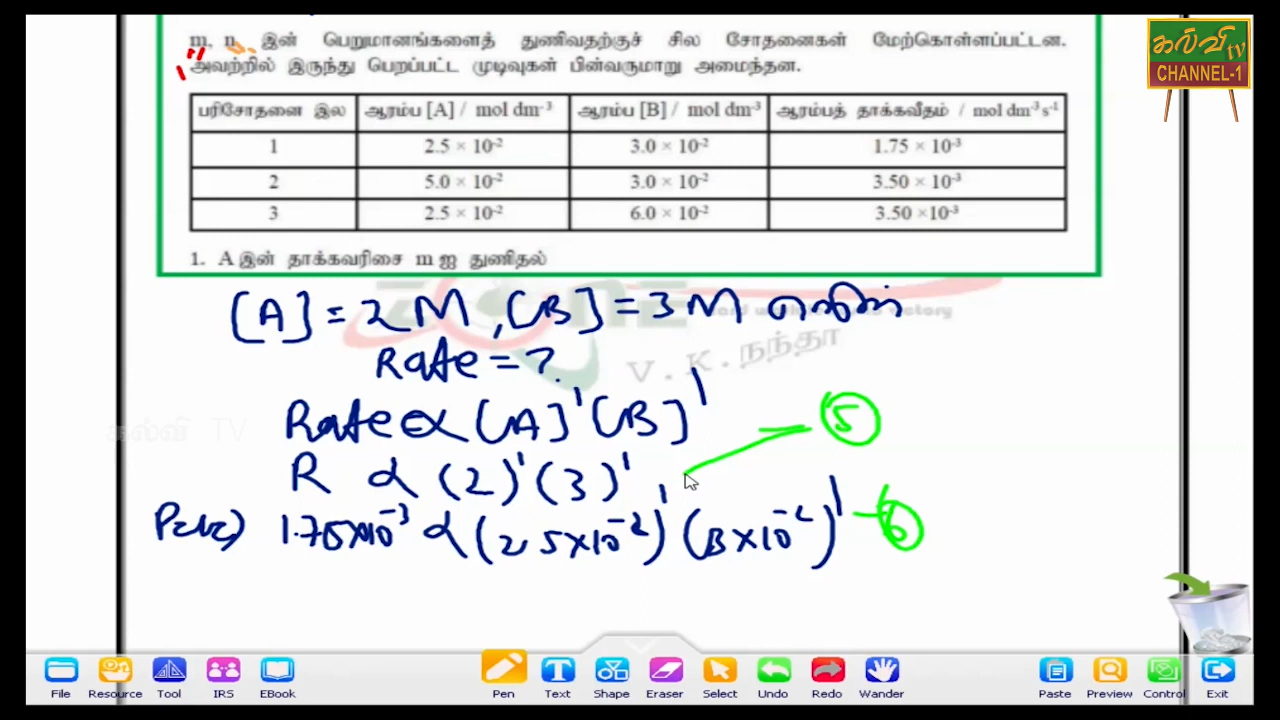 கல்வி TV
CHANNEL-1
m, n இன் பெறுமானங்களைத் துணிவதற்குச் சில சோதனைகள் மேற்கொள்ளப்பட்டன.
அவற்றில் இருந்து பெறப்பட்ட முடிவுகள் பின்வருமாறு அமைந்தன.
பரிசோதனை இல ஆரம்ப [A] / mol dm⁻³ ஆரம்ப [B] / mol dm⁻³ ஆரம்பத் தாக்கவீதம் / mol dm⁻³ s⁻¹
1 2.5 × 10⁻² 3.0 × 10⁻² 1.75 × 10⁻³
2 5.0 × 10⁻² 3.0 × 10⁻² 3.50 × 10⁻³
3 2.5 × 10⁻² 6.0 × 10⁻² 3.50 ×10⁻³
1. A இன் தாக்கவரிசை m ஐ துணிதல்
[A] = 2 M, [B] = 3 M எனின்
Rate = ?
V . K . நந்தா
Rate ∝ [A]¹ [B]¹
கல்வி TV
R ∝ (2)¹ (3)¹ 5
1.75×10⁻³ ∝ (2.5×10⁻²)¹ (3×10⁻²)¹ 6
File Resource Tool IRS EBook Pen Text Shape Eraser Select Undo Redo Wander Paste Preview Control Exit